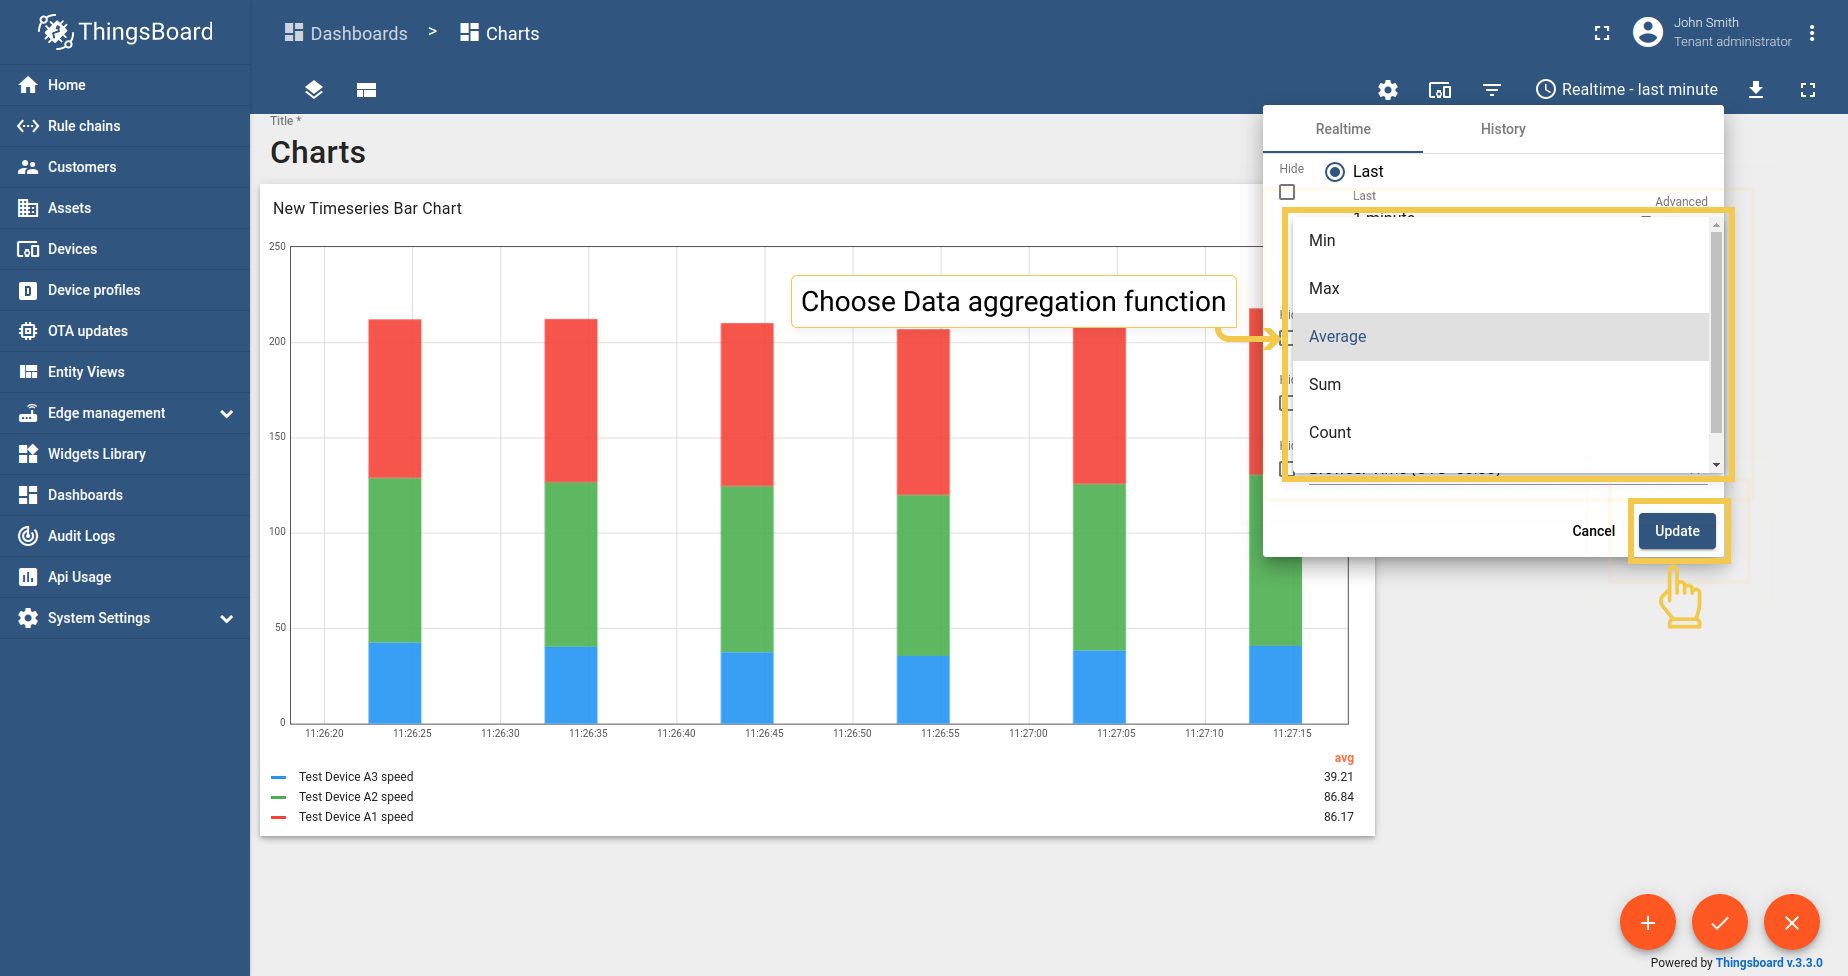 ThingsBoard
Dashboards > Charts
John Smith
Tenant administrator
Home
Rule chains
Customers
Assets
Devices
Device profiles
OTA updates
Entity Views
Edge management
Widgets Library
Dashboards
Audit Logs
Api Usage
System Settings
Realtime - last minute
Title *
Charts
New Timeseries Bar Chart
250
200
150
100
50
0
11:26:20 11:26:25 11:26:30 11:26:35 11:26:40 11:26:45 11:26:50 11:26:55 11:27:00 11:27:05 11:27:10 11:27:15
avg
Test Device A3 speed 39.21
Test Device A2 speed 86.84
Test Device A1 speed 86.17
Choose Data aggregation function
Realtime History
Hide
Last
Last
Advanced
1 minute
Min
Max
Average
Sum
Count
Cancel Update
Powered by Thingsboard v.3.3.0